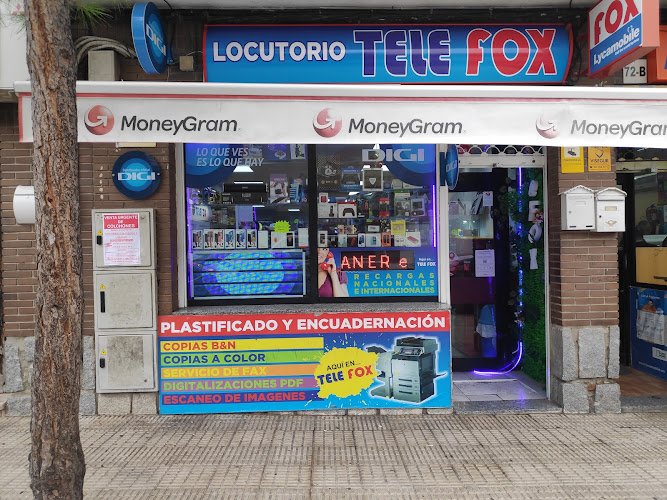 DIGI
LOCUTORIO TELE FOX
FOX
Lycamobile
72-B
MoneyGram
MoneyGram
MoneyGram
DIGI
LO QUE VES
ES LO QUE HAY
DIGI
VENTA URGENTE DE
COLCHONES
RECARGAS
NACIONALES
E INTERNACIONALES
TELE FOX
PLASTIFICADO Y ENCUADERNACIÓN
COPIAS B&N
COPIAS A COLOR
SERVICIO DE FAX
DIGITALIZACIONES PDF
ESCANEO DE IMAGENES
AQUÍ EN...
TELE FOX